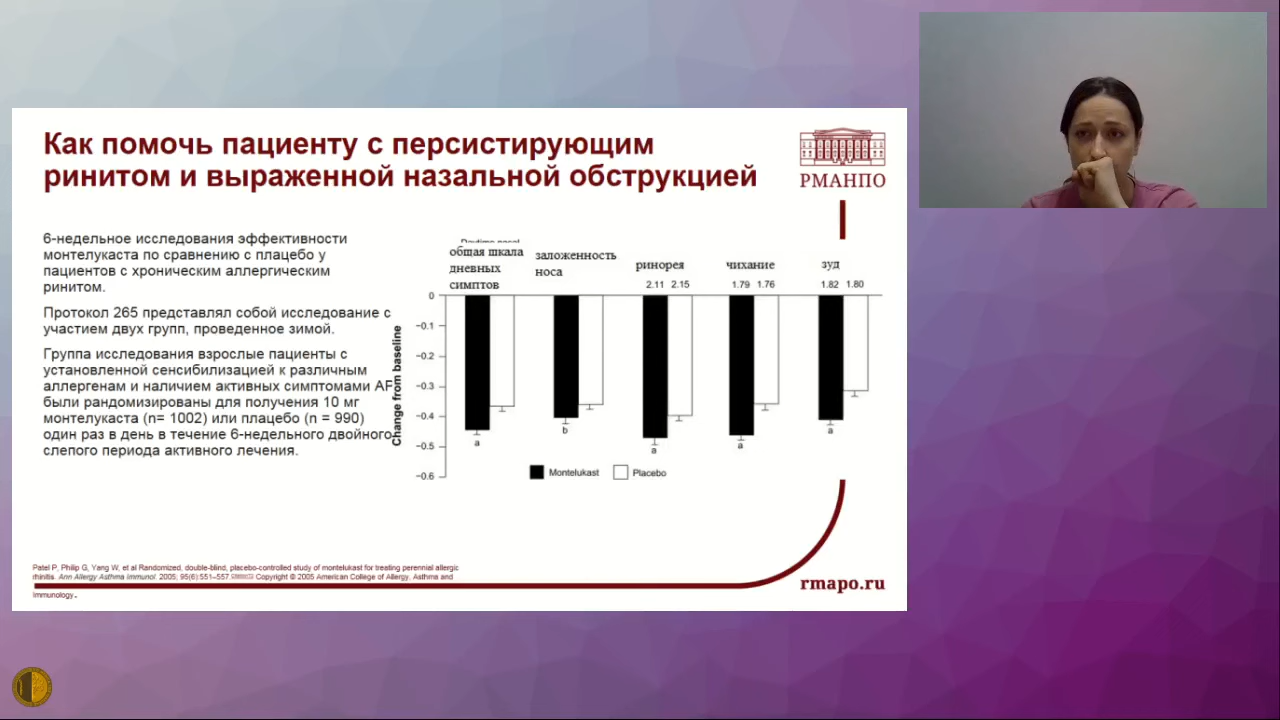 Как помочь пациенту с персистирующим
ринитом и выраженной назальной обструкцией
РМАНПО
6-недельное исследования эффективности
монтелукаста по сравнению с плацебо у
пациентов с хроническим аллергическим
ринитом.
Протокол 265 представлял собой исследование с
участием двух групп, проведенное зимой.
Группа исследования взрослые пациенты с
установленной сенсибилизацией к различным
аллергенам и наличием активных симптомами АР
были рандомизированы для получения 10 мг
монтелукаста (n= 1002) или плацебо (n = 990)
один раз в день в течение 6-недельного двойного
слепого периода активного лечения.
общая шкала
дневных
симптов
заложенность
носа
ринорея
чихание
зуд
2.11 2.15
1.79 1.76
1.82 1.80
0
−0.1
−0.2
−0.3
−0.4
−0.5
−0.6
Change from baseline
a
b
a
a
a
Montelukast
Placebo
Patel P, Philip G, Yang W, et al Randomized, double-blind, placebo-controlled study of montelukast for treating perennial allergic
rhinitis. Ann Allergy Asthma Immunol. 2005; 95(6):551–557. Copyright © 2005 American College of Allergy, Asthma and
Immunology.
rmapo.ru